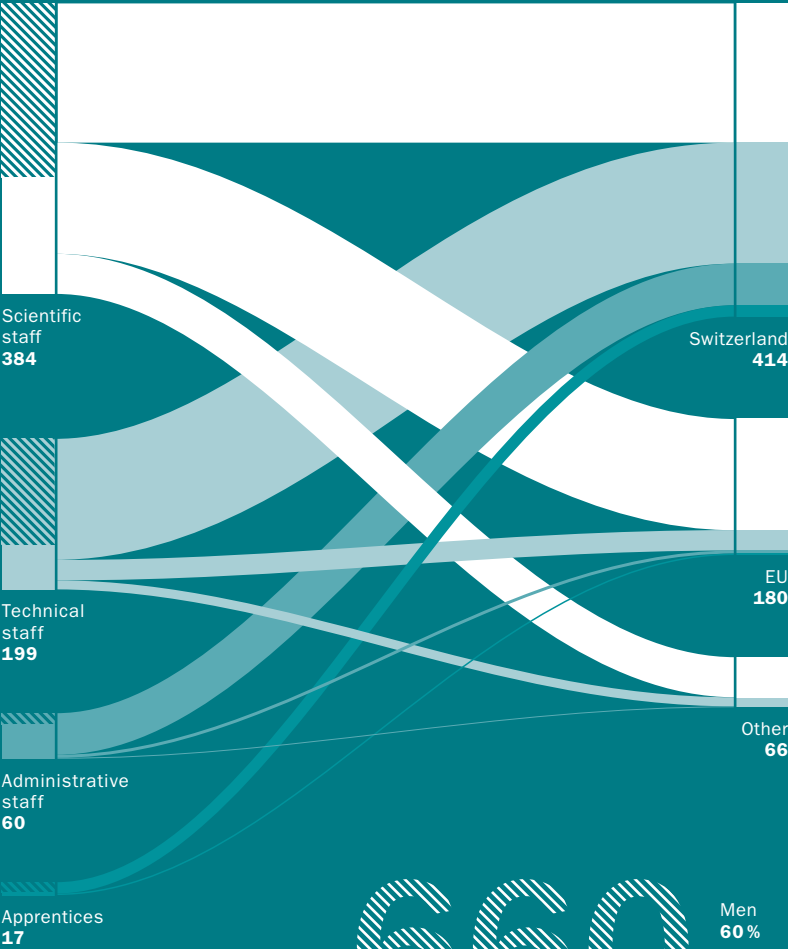 Scientific
staff
384
Switzerland
414
EU
180
Technical
staff
199
Other
66
Administrative
staff
60
Apprentices
17
660
Men
60 %